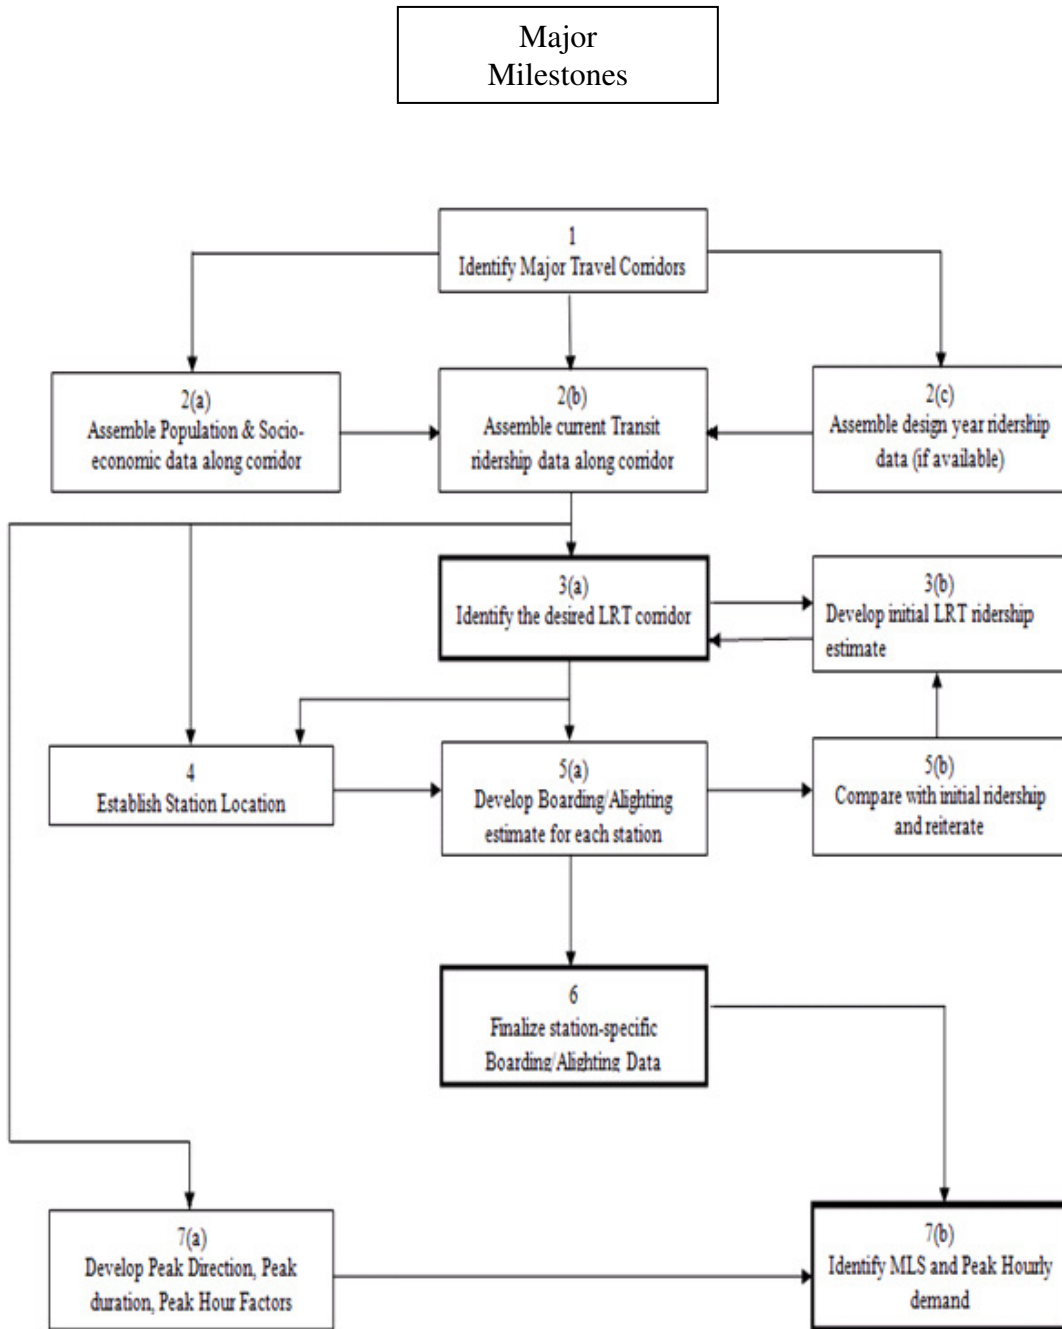 Major
Milestones
1
Identify Major Travel Corridors
2(a)
Assemble Population & Socio-
economic data along corridor
2(b)
Assemble current Transit
ridership data along corridor
2(c)
Assemble design year ridership
data (if available)
3(a)
Identify the desired LRT corridor
3(b)
Develop initial LRT ridership
estimate
4
Establish Station Location
5(a)
Develop Boarding/Alighting
estimate for each station
5(b)
Compare with initial ridership
and reiterate
6
Finalize station-specific
Boarding/Alighting Data
7(a)
Develop Peak Direction, Peak
duration, Peak Hour Factors
7(b)
Identify MLS and Peak Hourly
demand